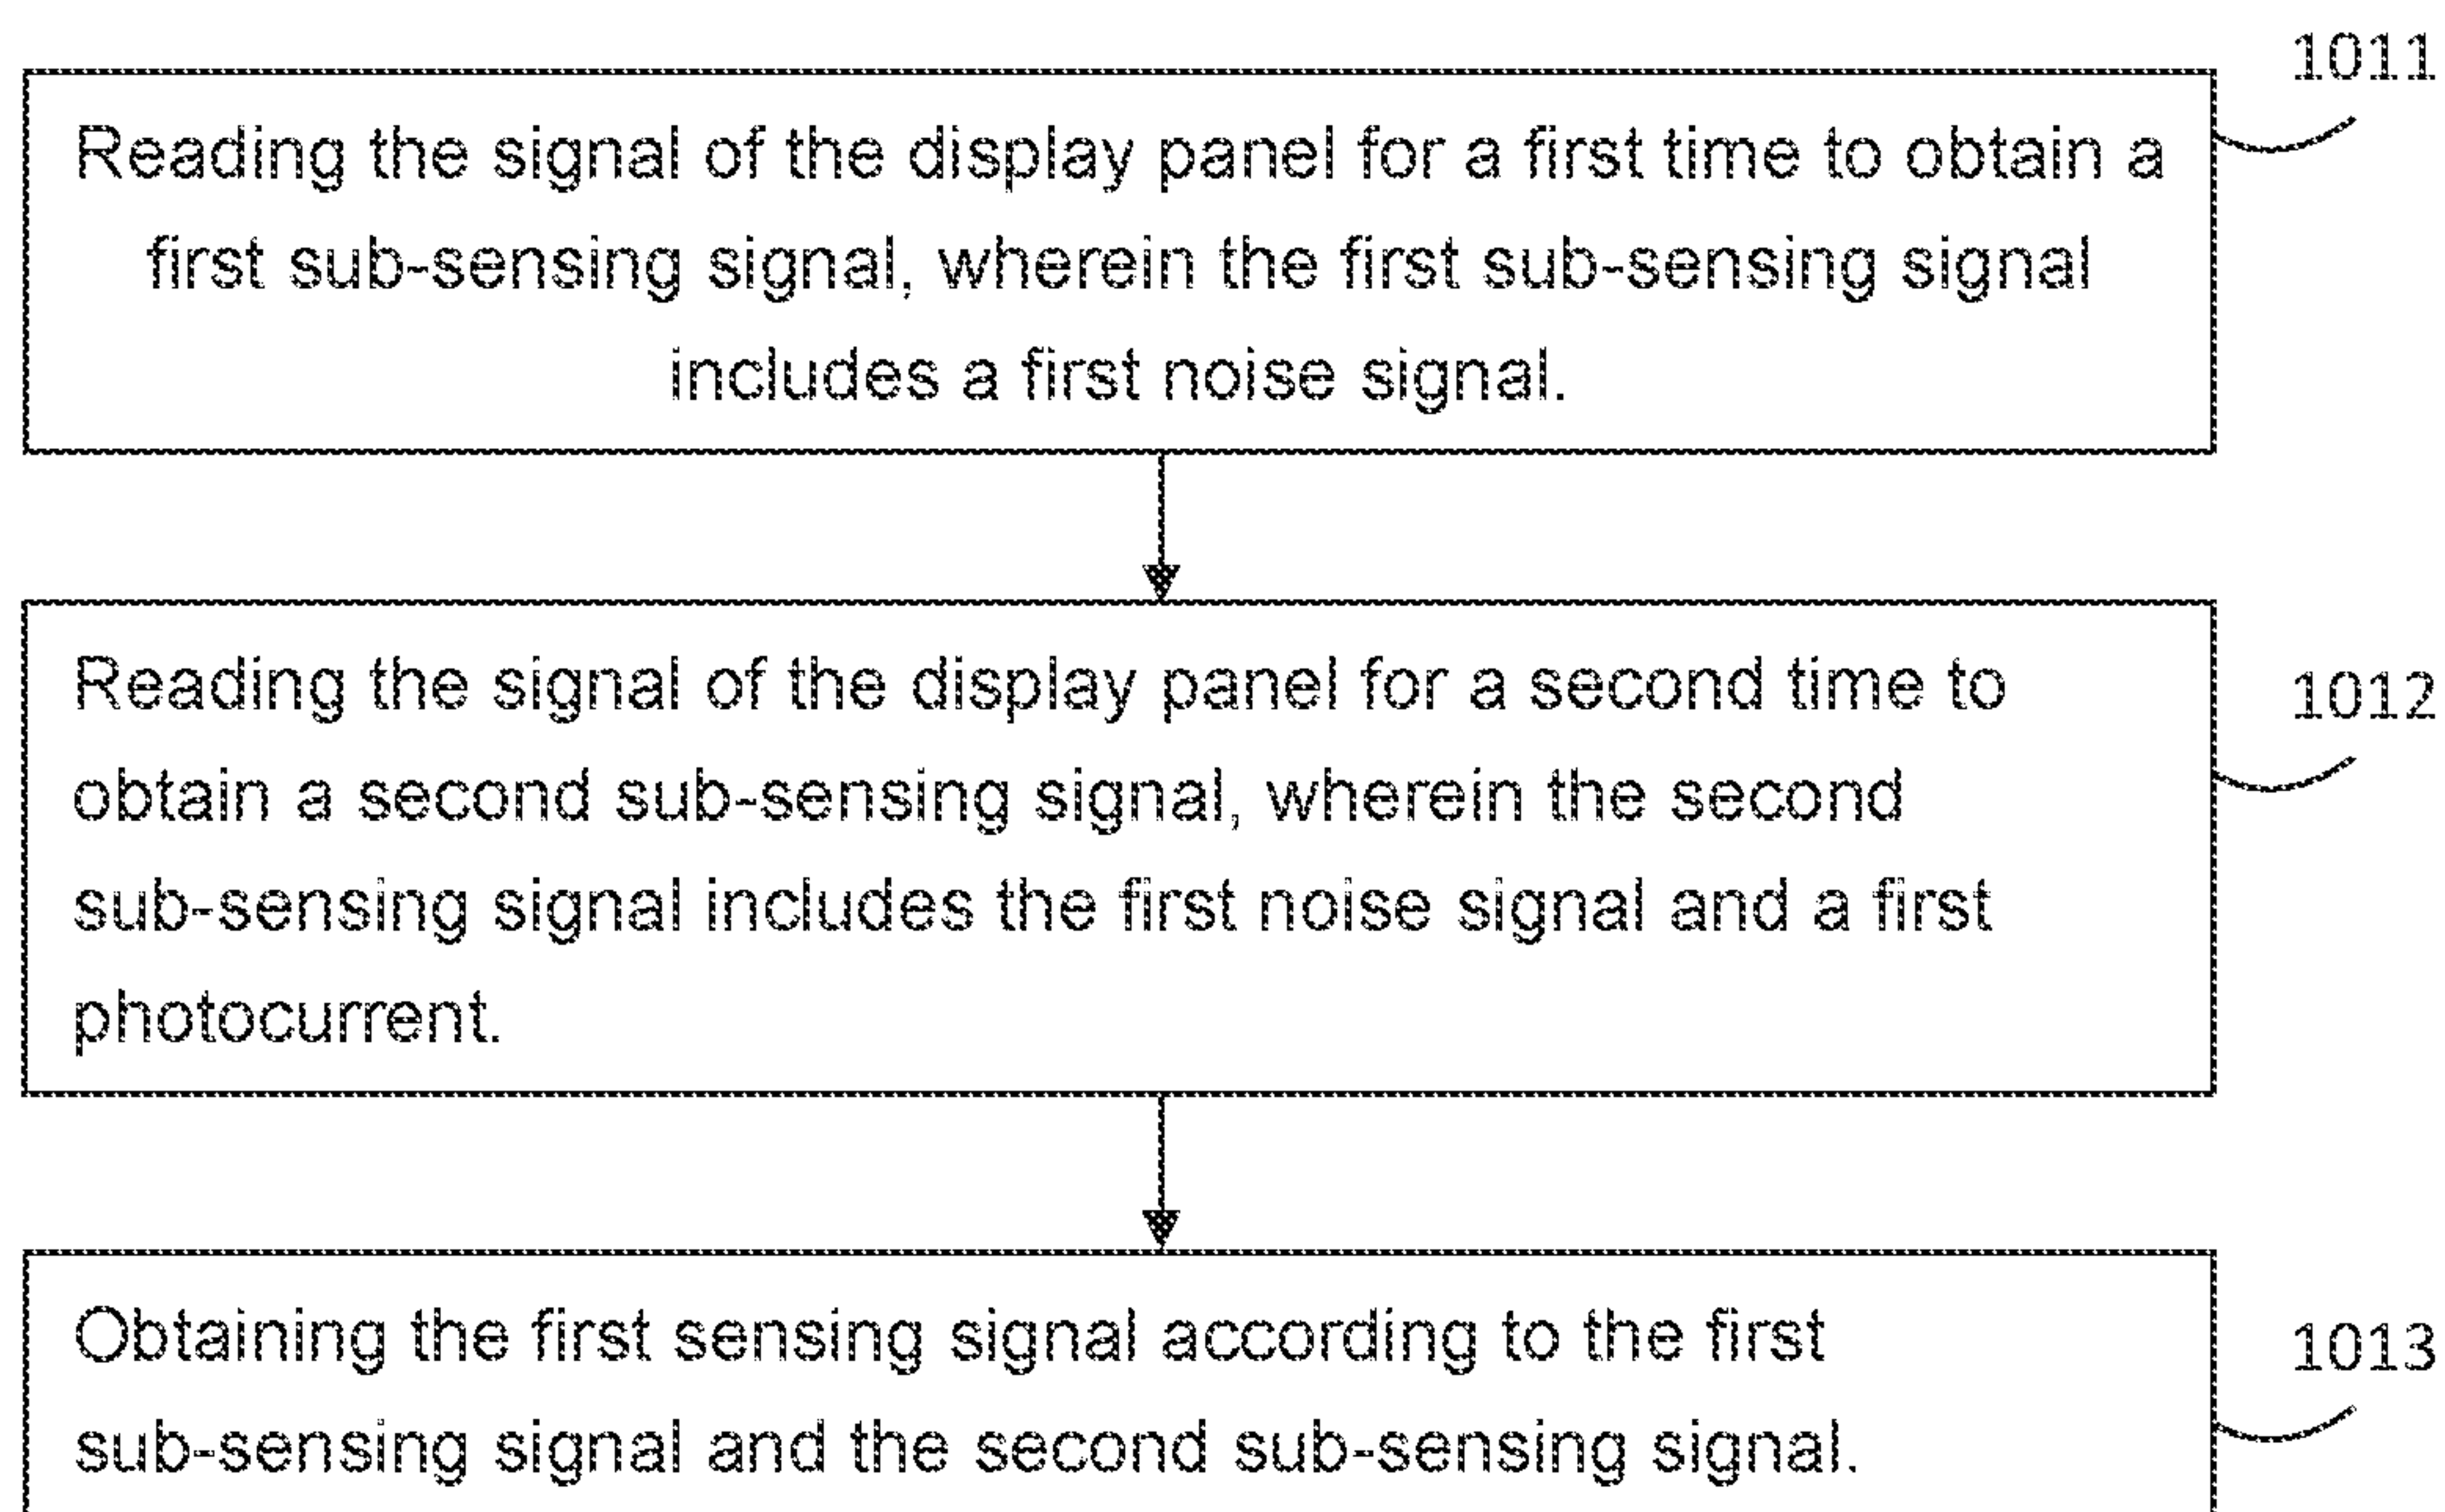 1011
Reading the signal of the display panel for a first time to obtain a
first sub-sensing signal, wherein the first sub-sensing signal
includes a first noise signal.
Reading the signal of the display panel for a second time to
1012
obtain a second sub-sensing signal, wherein the second
sub-sensing signal includes the first noise signal and a first
photocurrent.
Obtaining the first sensing signal according to the first
1013
sub-sensing signal and the second sub-sensing signal.